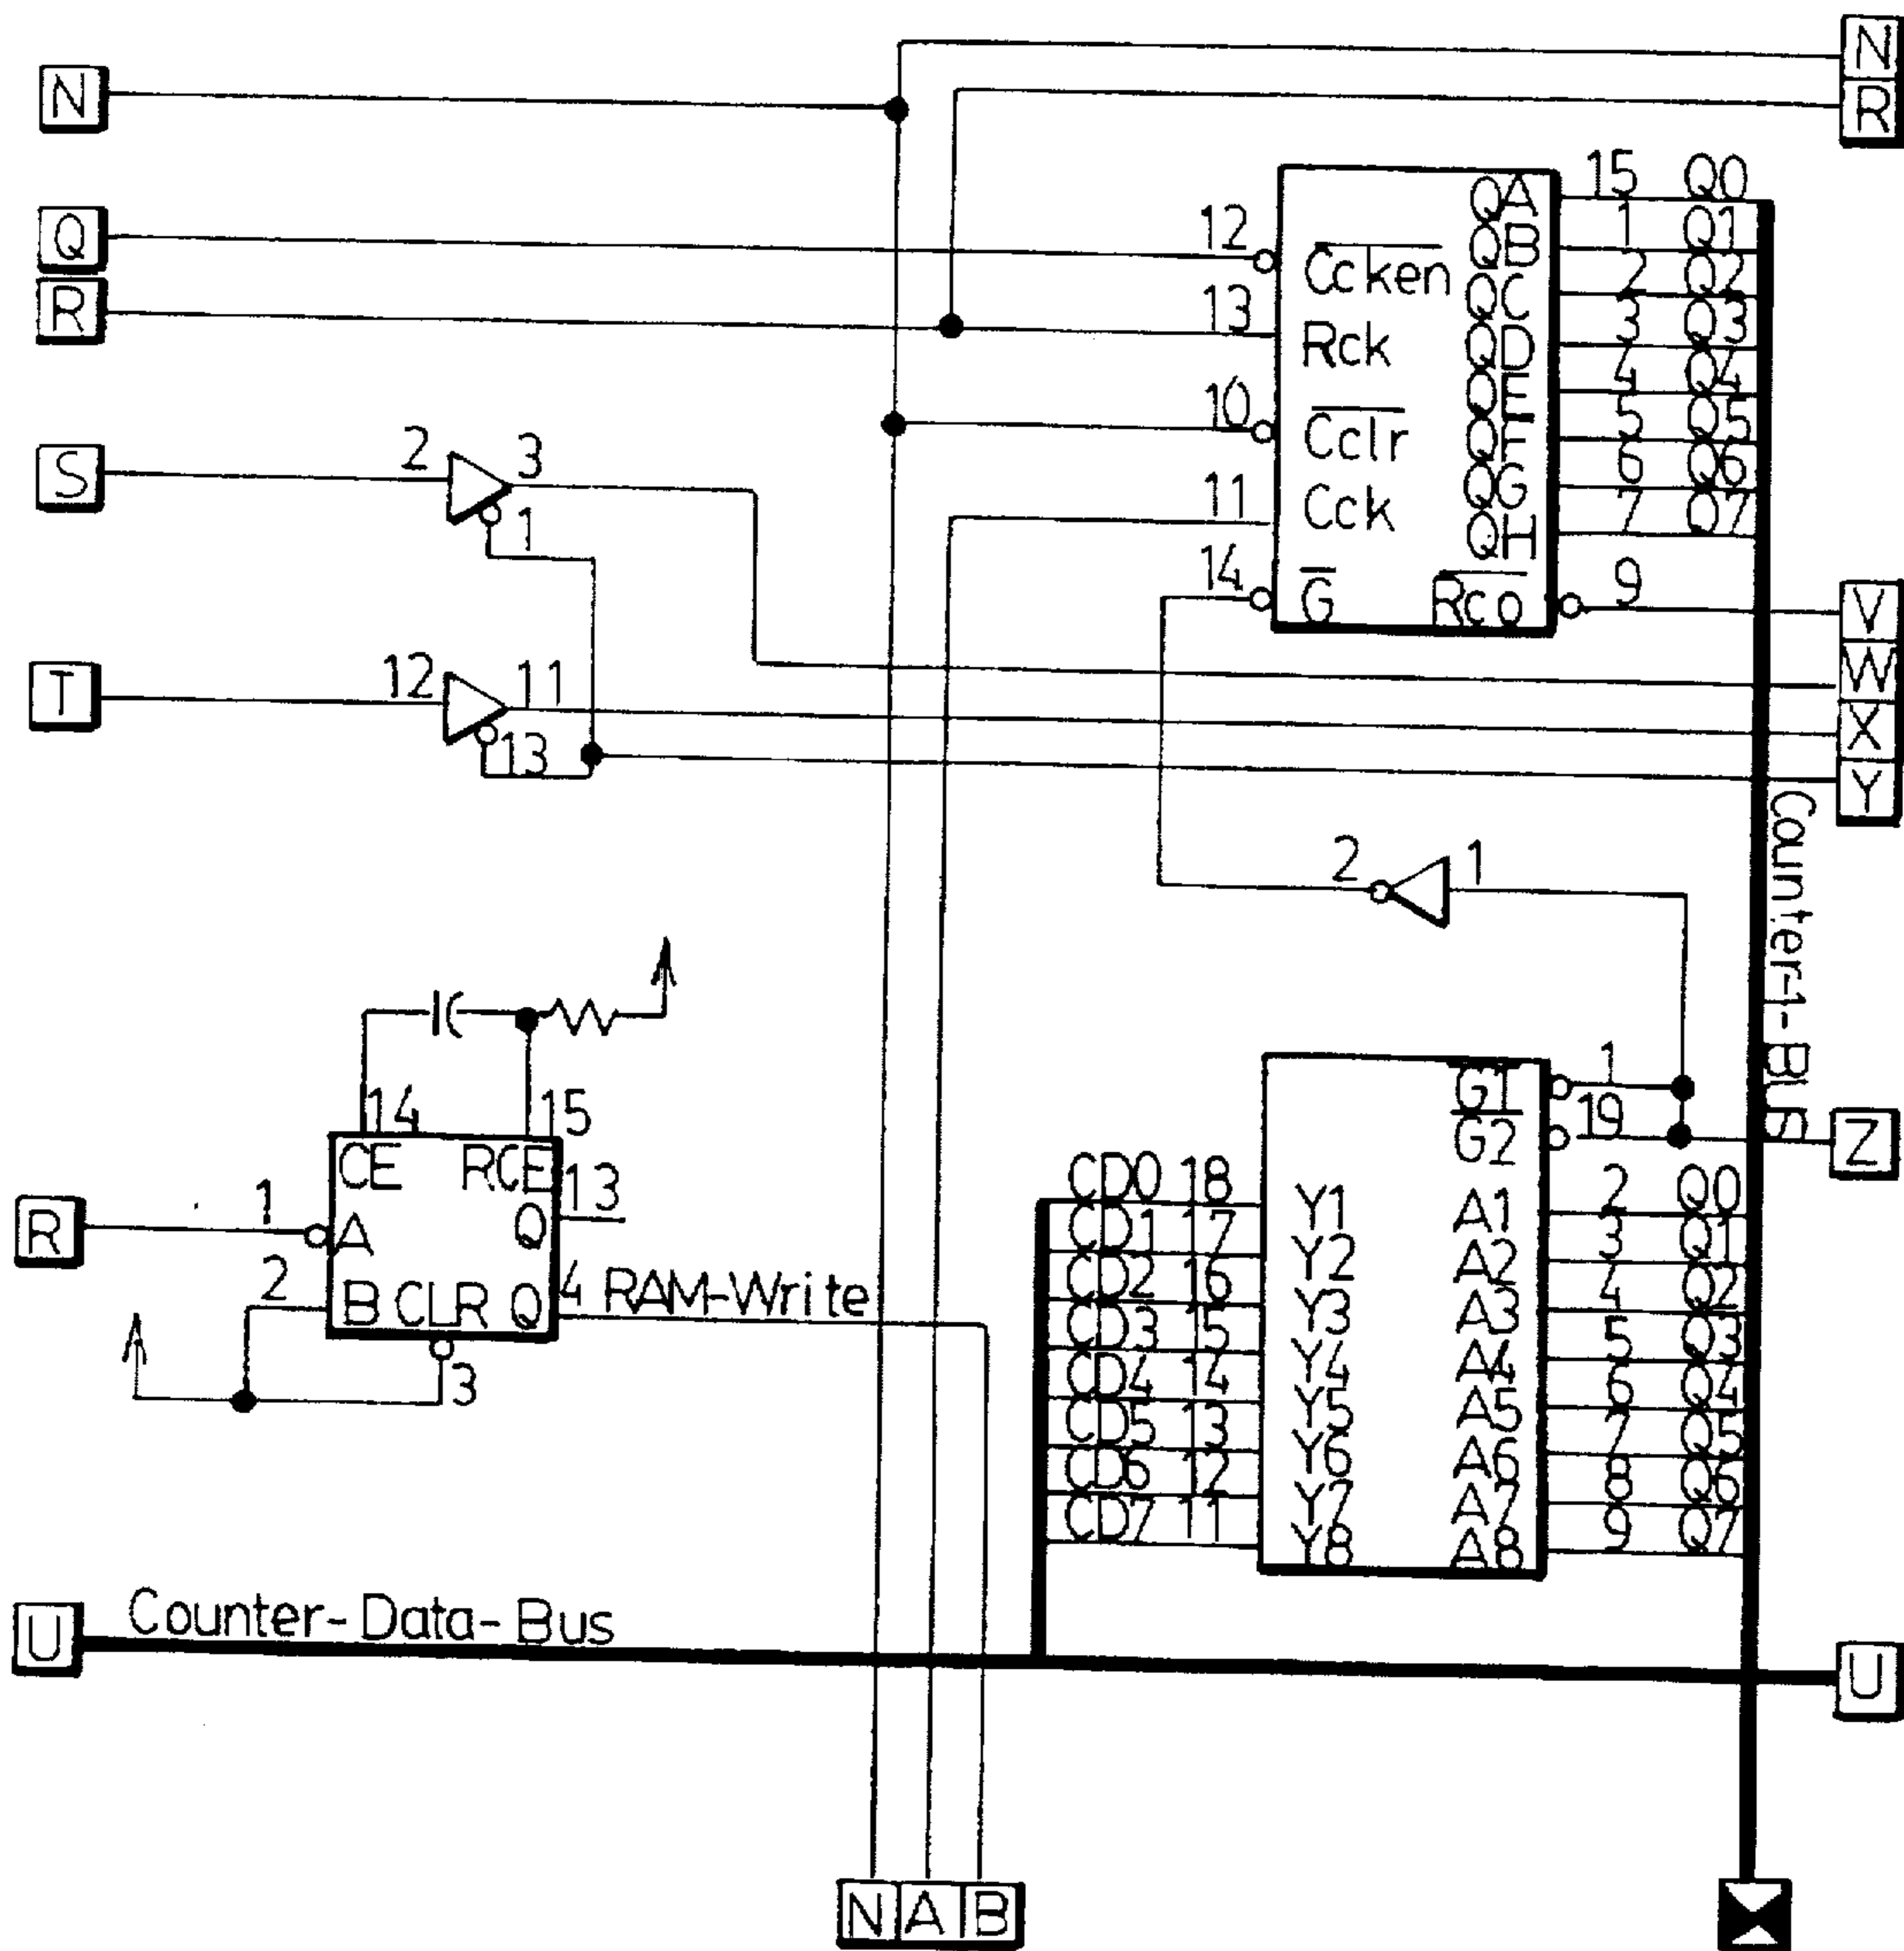 N
N
R
Q
R
S
T
12
13
10
11
14
Ccken
Rck
Cclr
Cck
G
QA
QB
QC
QD
QE
QF
QG
QH
Rco
15 Q0
1 Q1
2 Q2
3 Q3
4 Q4
5 Q5
6 Q6
7 Q7
9
2
3
1
12
11
13
V
W
X
Y
Counter-1-BUS
2
1
14
15
CE RCE
13
R
1
A
Q
2
B CLR Q
4
RAM-Write
3
1
G1
19
G2
Z
CD0 18 Y1 A1 2 Q0
CD1 17 Y2 A2 3 Q1
CD2 16 Y3 A3 4 Q2
CD3 15 Y4 A4 5 Q3
CD4 14 Y5 A5 6 Q4
CD5 13 Y6 A6 7 Q5
CD6 12 Y7 A7 8 Q6
CD7 11 Y8 A8 9 Q7
U
Counter-Data-Bus
U
N A B